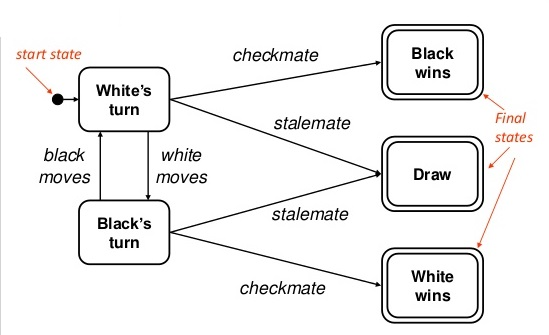 start state
White's
turn
checkmate
Black
wins
stalemate
Final
states
black
moves
white
moves
Draw
Black's
turn
stalemate
checkmate
White
wins